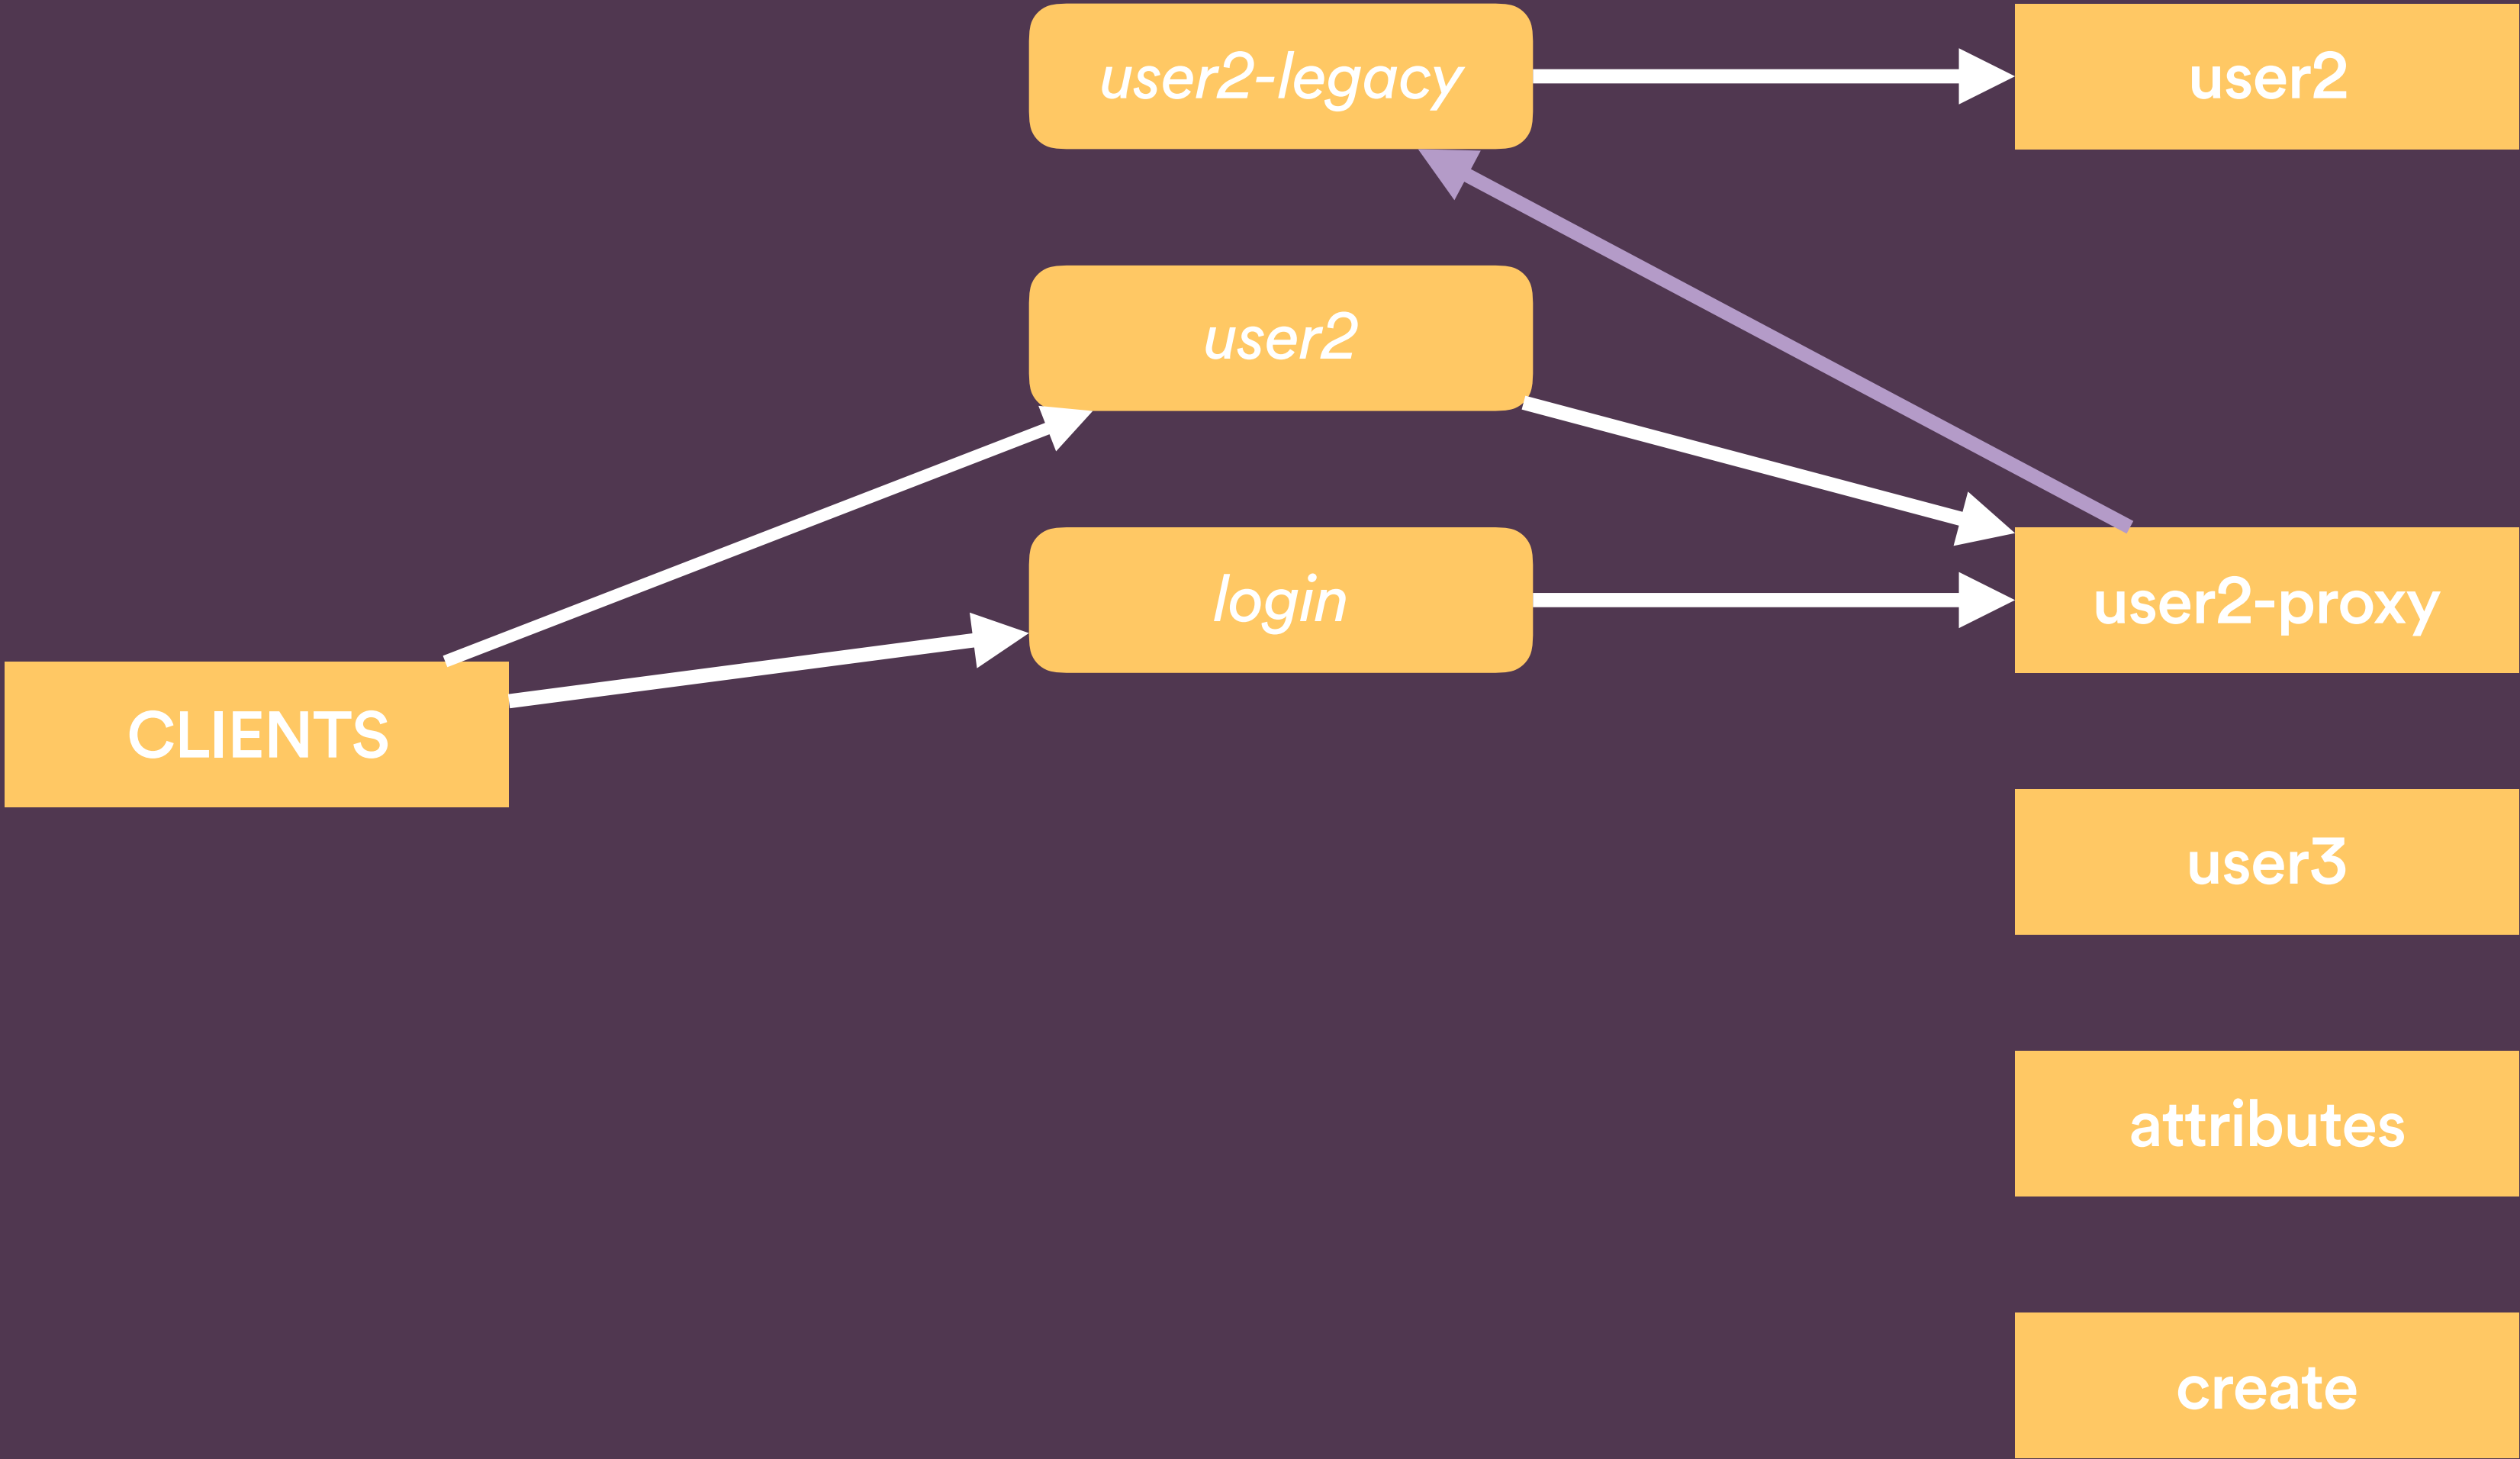 user2-legacy
user2
user2
login
user2-proxy
CLIENTS
user3
attributes
create